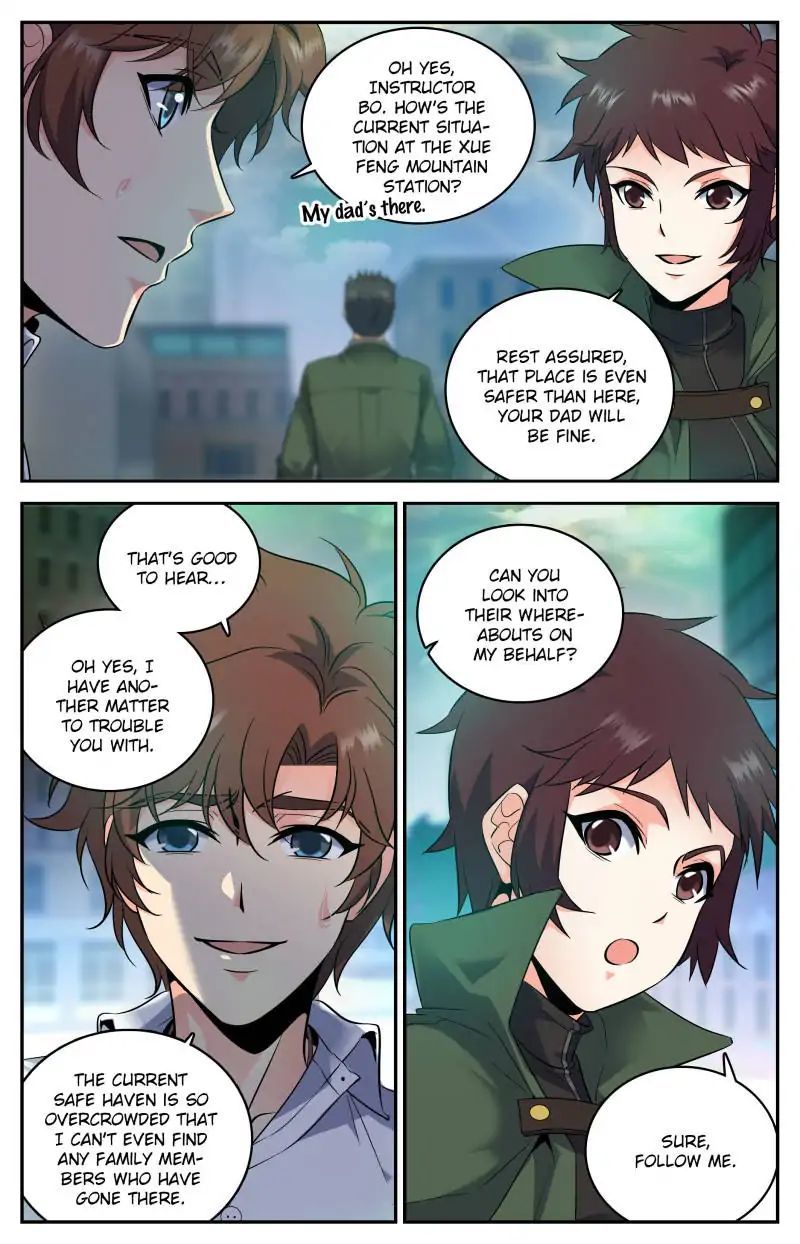 OH YES,
INSTRUCTOR
BO. HOW'S THE
CURRENT SITUA-
TION AT THE XUE
FENG MOUNTAIN
STATION?
My dad's there.
REST ASSURED,
THAT PLACE IS EVEN
SAFER THAN HERE,
YOUR DAD WILL
BE FINE.
THAT'S GOOD
TO HEAR...
OH YES, I
HAVE ANO-
THER MATTER
TO TROUBLE
YOU WITH.
THE CURRENT
SAFE HAVEN IS SO
OVERCROWDED THAT
I CAN'T EVEN FIND
ANY FAMILY MEM-
BERS WHO HAVE
GONE THERE.
CAN YOU
LOOK INTO
THEIR WHERE-
ABOUTS ON
MY BEHALF?
SURE,
FOLLOW ME.